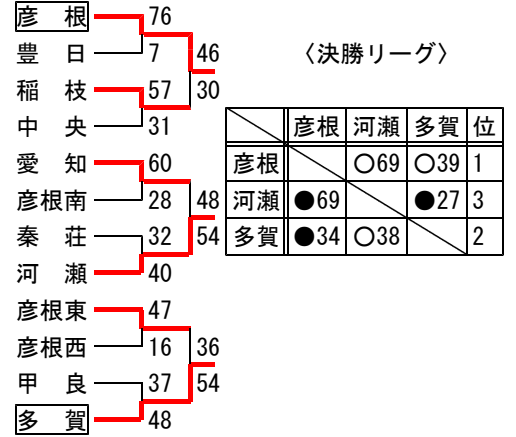 彦 根 76
豊 日 7 46 〈決勝リーグ〉
稲 枝 57 30
中 央 31
彦根 河瀬 多賀 位
愛 知 60 彦根 ○69 ○39 1
彦根南 28 48 河瀬 ●69 ●27 3
秦 荘 32 54 多賀 ●34 ○38 2
河 瀬 40
彦根東 47
彦根西 16 36
甲 良 37 54
多 賀 48